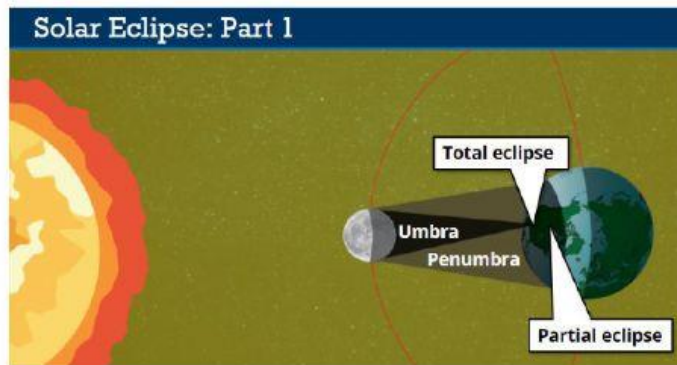 Solar Eclipse: Part 1
Total eclipse
Umbra
Penumbra
Partial eclipse